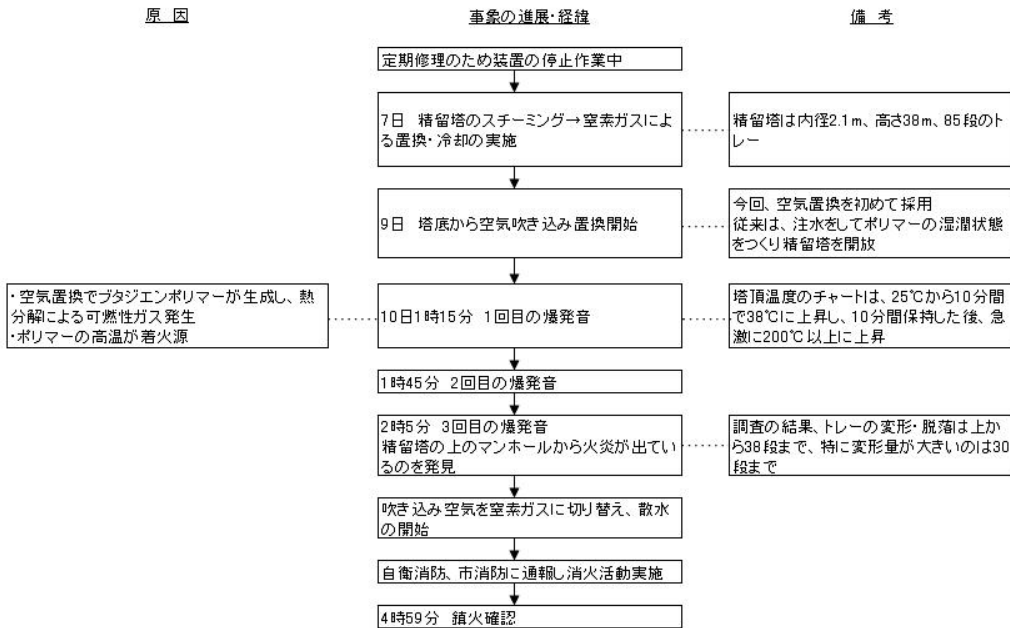 原 因
事象の進展・経緯
備 考
定期修理のため装置の停止作業中
7日 精留塔のスチーミング→窒素ガスによ
る置換・冷却の実施
精留塔は内径2.1m、高さ38m、85段のト
レー
9日 塔底から空気吹き込み置換開始
今回、空気置換を初めて採用
従来は、注水をしてポリマーの湿潤状態
をつくり精留塔を開放
・空気置換でブタジエンポリマーが生成し、熱
分解による可燃性ガス発生
・ポリマーの高温が着火源
10日1時15分 1回目の爆発音
塔頂温度のチャートは、25℃から10分間
で38℃に上昇し、10分間保持した後、急
激に200℃以上に上昇
1時45分 2回目の爆発音
2時5分 3回目の爆発音
精留塔の上のマンホールから火炎が出てい
るのを発見
調査の結果、トレーの変形・脱落は上か
ら38段まで、特に変形量が大きいのは30
段まで
吹き込み空気を窒素ガスに切り替え、散水
の開始
自衛消防、市消防に通報し消火活動実施
4時59分 鎮火確認